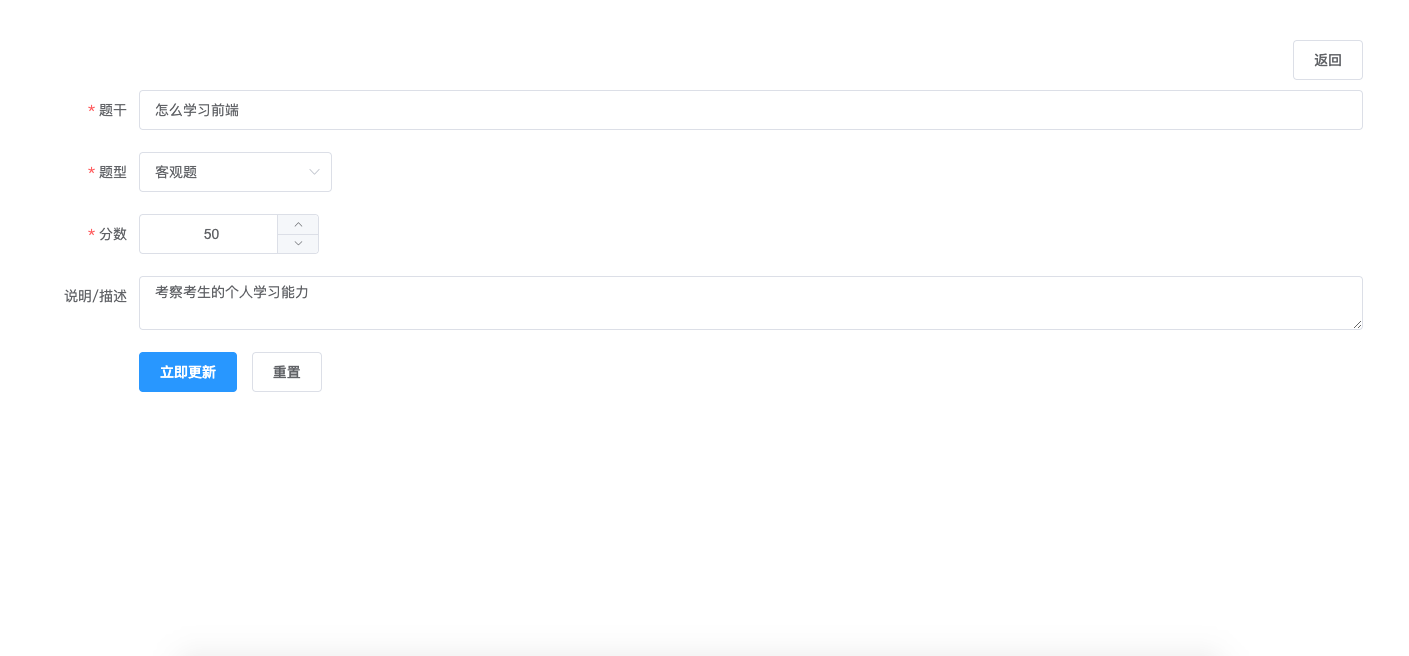 返回
* 题干 怎么学习前端
* 题型 客观题
* 分数 50
说明/描述 考察考生的个人学习能力
立即更新 重置